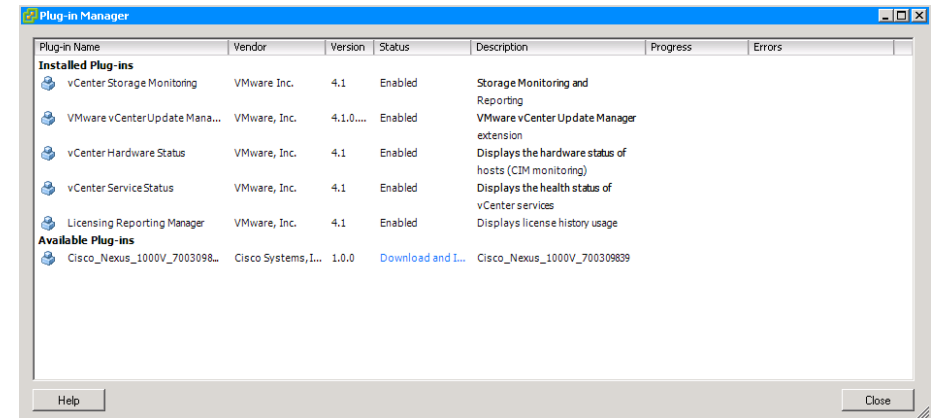 Plug-in Manager
Plug-in Name Vendor Version Status Description Progress Errors
Installed Plug-ins
vCenter Storage Monitoring VMware Inc. 4.1 Enabled Storage Monitoring and
Reporting
VMware vCenter Update Mana... VMware, Inc. 4.1.0.... Enabled VMware vCenter Update Manager
extension
vCenter Hardware Status VMware, Inc. 4.1 Enabled Displays the hardware status of
hosts (CIM monitoring)
vCenter Service Status VMware, Inc. 4.1 Enabled Displays the health status of
vCenter services
Licensing Reporting Manager VMware, Inc. 4.1 Enabled Displays license history usage
Available Plug-ins
Cisco_Nexus_1000V_7003098... Cisco Systems, I... 1.0.0 Download and I... Cisco_Nexus_1000V_700309839
Help Close